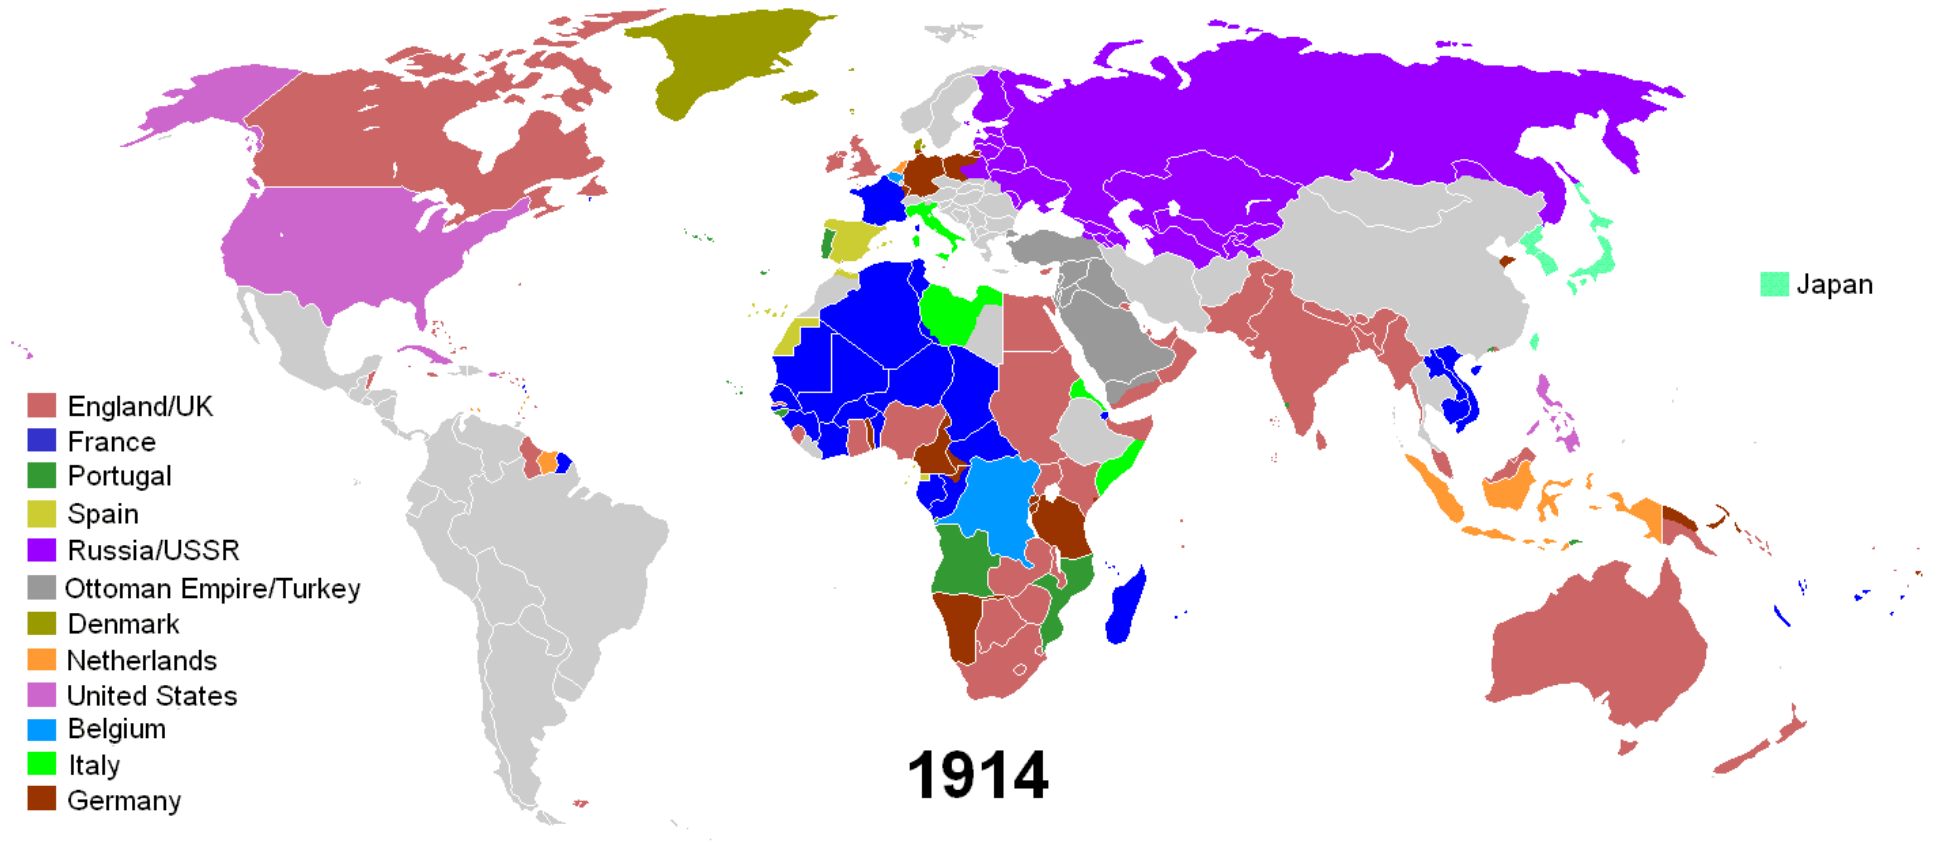 England/UK
France
Portugal
Spain
Russia/USSR
Ottoman Empire/Turkey
Denmark
Netherlands
United States
Belgium
Italy
Germany
Japan
1914